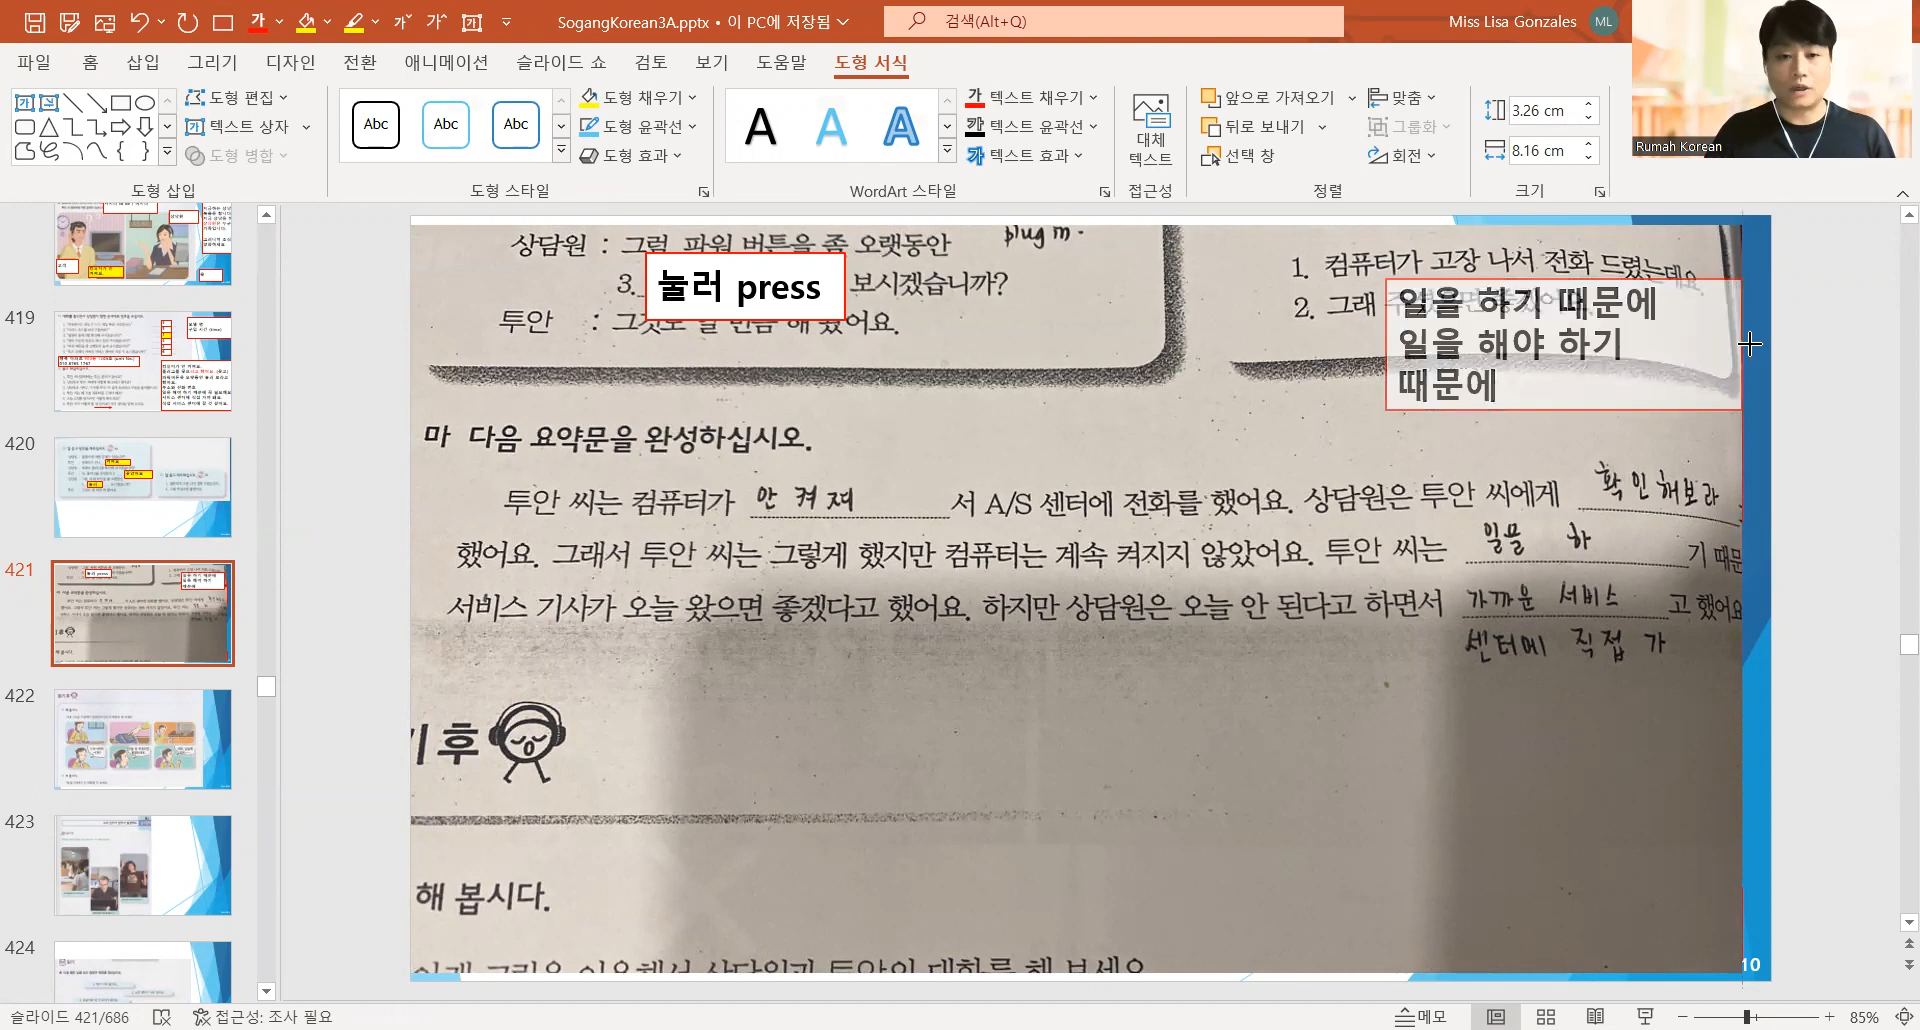 SogangKorean3A.pptx • 이 PC에 저장됨
검색(Alt+Q)
Miss Lisa Gonzales
ML
Rumah Korean
파일 홈 삽입 그리기 디자인 전환 애니메이션 슬라이드 쇼 검토 보기 도움말 도형 서식
도형 편집
텍스트 상자
도형 병합
도형 삽입
Abc Abc Abc
도형 채우기
도형 윤곽선
도형 효과
도형 스타일
A A A
텍스트 채우기
텍스트 윤곽선
텍스트 효과
WordArt 스타일
대체
텍스트
접근성
앞으로 가져오기
뒤로 보내기
선택 창
맞춤
그룹화
회전
정렬
3.26 cm
8.16 cm
크기
419
420
421
422
423
424
상담원 : 그럼 파워 버튼을 좀 오랫동안
plug in.
3. 눌러 press 보시겠습니까?
투안 : 해 봤어요.
1. 컴퓨터가 고장 나서 전화 드렸는데요.
2. 그래
일을 하기 때문에
일을 해야 하기
때문에
마 다음 요약문을 완성하십시오.
투안 씨는 컴퓨터가 안 켜져 서 A/S 센터에 전화를 했어요. 상담원은 투안 씨에게 확인해보라
했어요. 그래서 투안 씨는 그렇게 했지만 컴퓨터는 계속 켜지지 않았어요. 투안 씨는 일을 하 기 때문
서비스 기사가 오늘 왔으면 좋겠다고 했어요. 하지만 상담원은 오늘 안 된다고 하면서 가까운 서비스 고 했어요
센터에 직접 가
기 후
해 봅시다.
10
슬라이드 421/686
접근성: 조사 필요
메모
85%